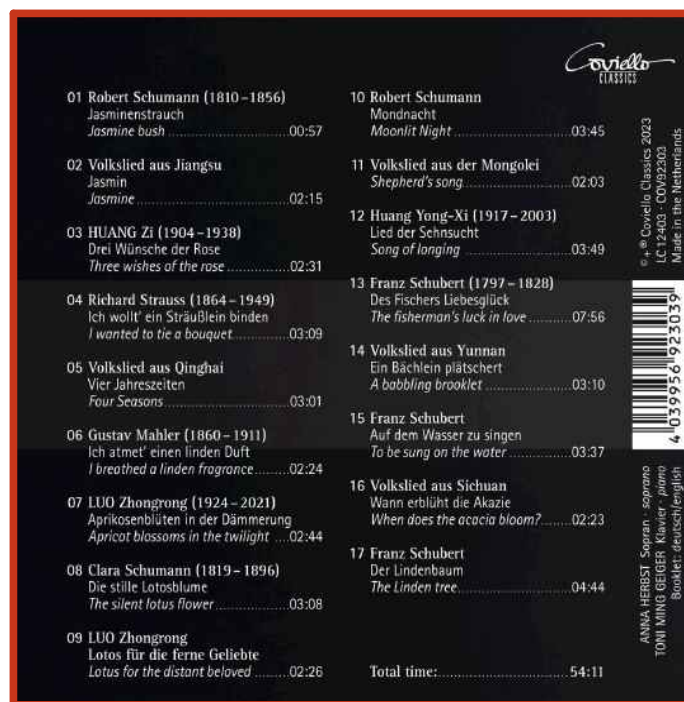 Coviello
CLASSICS
01 Robert Schumann (1810–1856)
Jasminenstrauch
Jasmine bush ........................ 00:57
02 Volkslied aus Jiangsu
Jasmin
Jasmine ................................ 02:15
03 HUANG Zi (1904–1938)
Drei Wünsche der Rose
Three wishes of the rose ............. 02:31
04 Richard Strauss (1864–1949)
Ich wollt' ein Sträußlein binden
I wanted to tie a bouquet ............ 03:09
05 Volkslied aus Qinghai
Vier Jahreszeiten
Four Seasons ......................... 03:01
06 Gustav Mahler (1860–1911)
Ich atmet' einen linden Duft
I breathed a linden fragrance ........ 02:24
07 LUO Zhongrong (1924–2021)
Aprikosenblüten in der Dämmerung
Apricot blossoms in the twilight .... 02:44
08 Clara Schumann (1819–1896)
Die stille Lotosblume
The silent lotus flower .............. 03:08
09 LUO Zhongrong
Lotos für die ferne Geliebte
Lotus for the distant beloved ........ 02:26
10 Robert Schumann
Mondnacht
Moonlit Night ........................ 03:45
11 Volkslied aus der Mongolei
Shepherd's song ...................... 02:03
12 Huang Yong-Xi (1917–2003)
Lied der Sehnsucht
Song of longing ...................... 03:49
13 Franz Schubert (1797–1828)
Des Fischers Liebesglück
The fisherman's luck in love ......... 07:56
14 Volkslied aus Yunnan
Ein Bächlein plätschert
A babbling brooklet .................. 03:10
15 Franz Schubert
Auf dem Wasser zu singen
To be sung on the water .............. 03:37
16 Volkslied aus Sichuan
Wann erblüht die Akazie
When does the acacia bloom? .......... 02:23
17 Franz Schubert
Der Lindenbaum
The Linden tree ...................... 04:44
Total time: .......................... 54:11
© + ℗ Coviello Classics 2023
LC 12403 · COV92303
Made in the Netherlands
4 039956 923039
ANNA HERBST Sopran · soprano
TONI MING GEIGER Klavier · piano
Booklet: deutsch/english